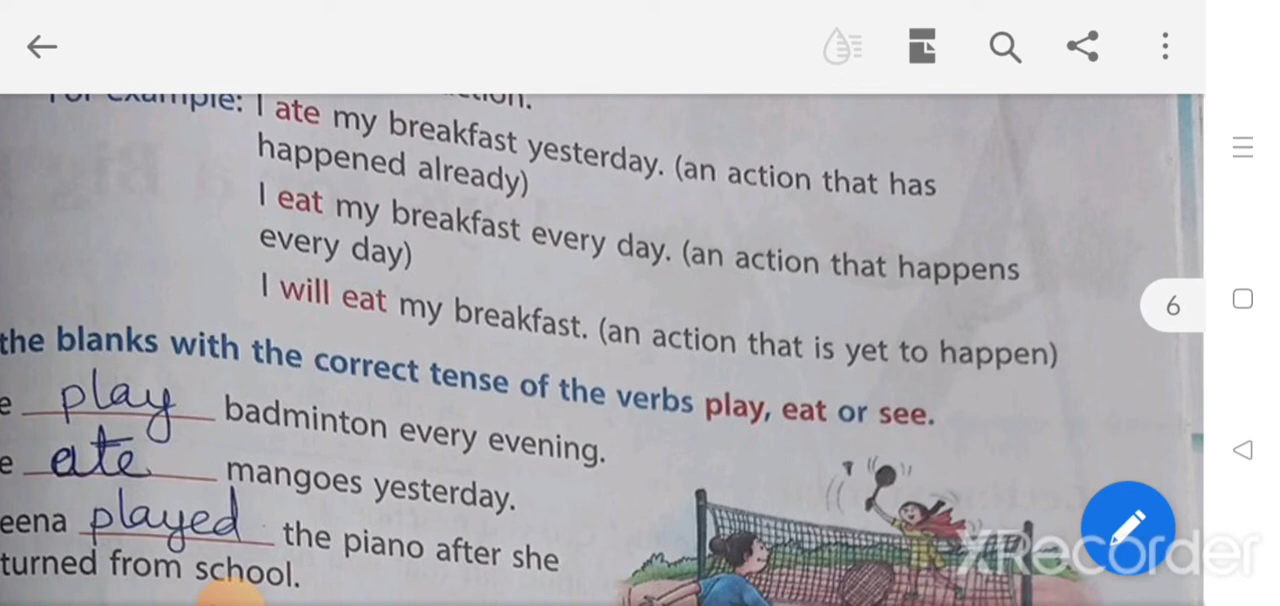 example: I ate my breakfast yesterday. (an action that has
happened already)
I eat my breakfast every day. (an action that happens
every day)
I will eat my breakfast. (an action that is yet to happen)
6
the blanks with the correct tense of the verbs play, eat or see.
e play badminton every evening.
e ate mangoes yesterday.
eena played the piano after she
turned from school.
XRecorder